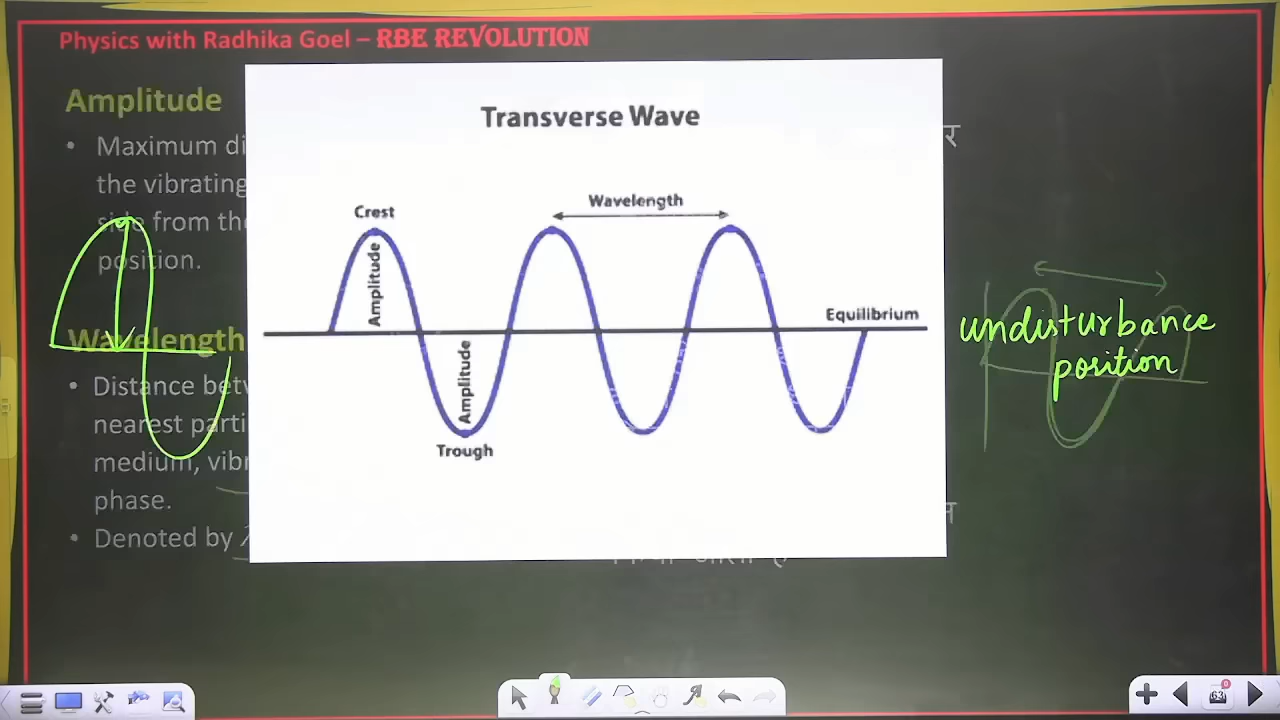 Physics with Radhika Goel – RBE REVOLUTION
Amplitude
• Maximum di
the vibrating
side from the
position.
Wavelength
• Distance betw
nearest parti
medium, vibr
phase.
• Denoted by λ
Transverse Wave
Crest
Wavelength
Amplitude
Equilibrium
Amplitude
Trough
undisturbance
position
63